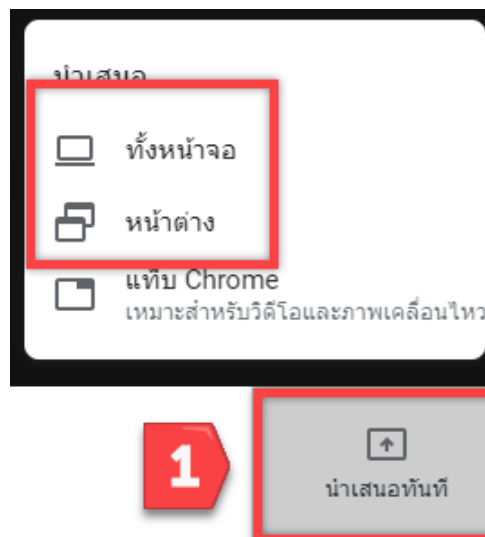 นำเสนอ
ทั้งหน้าจอ
หน้าต่าง
แท็บ Chrome
เหมาะสำหรับวิดีโอและภาพเคลื่อนไหว
1
นำเสนอทันที